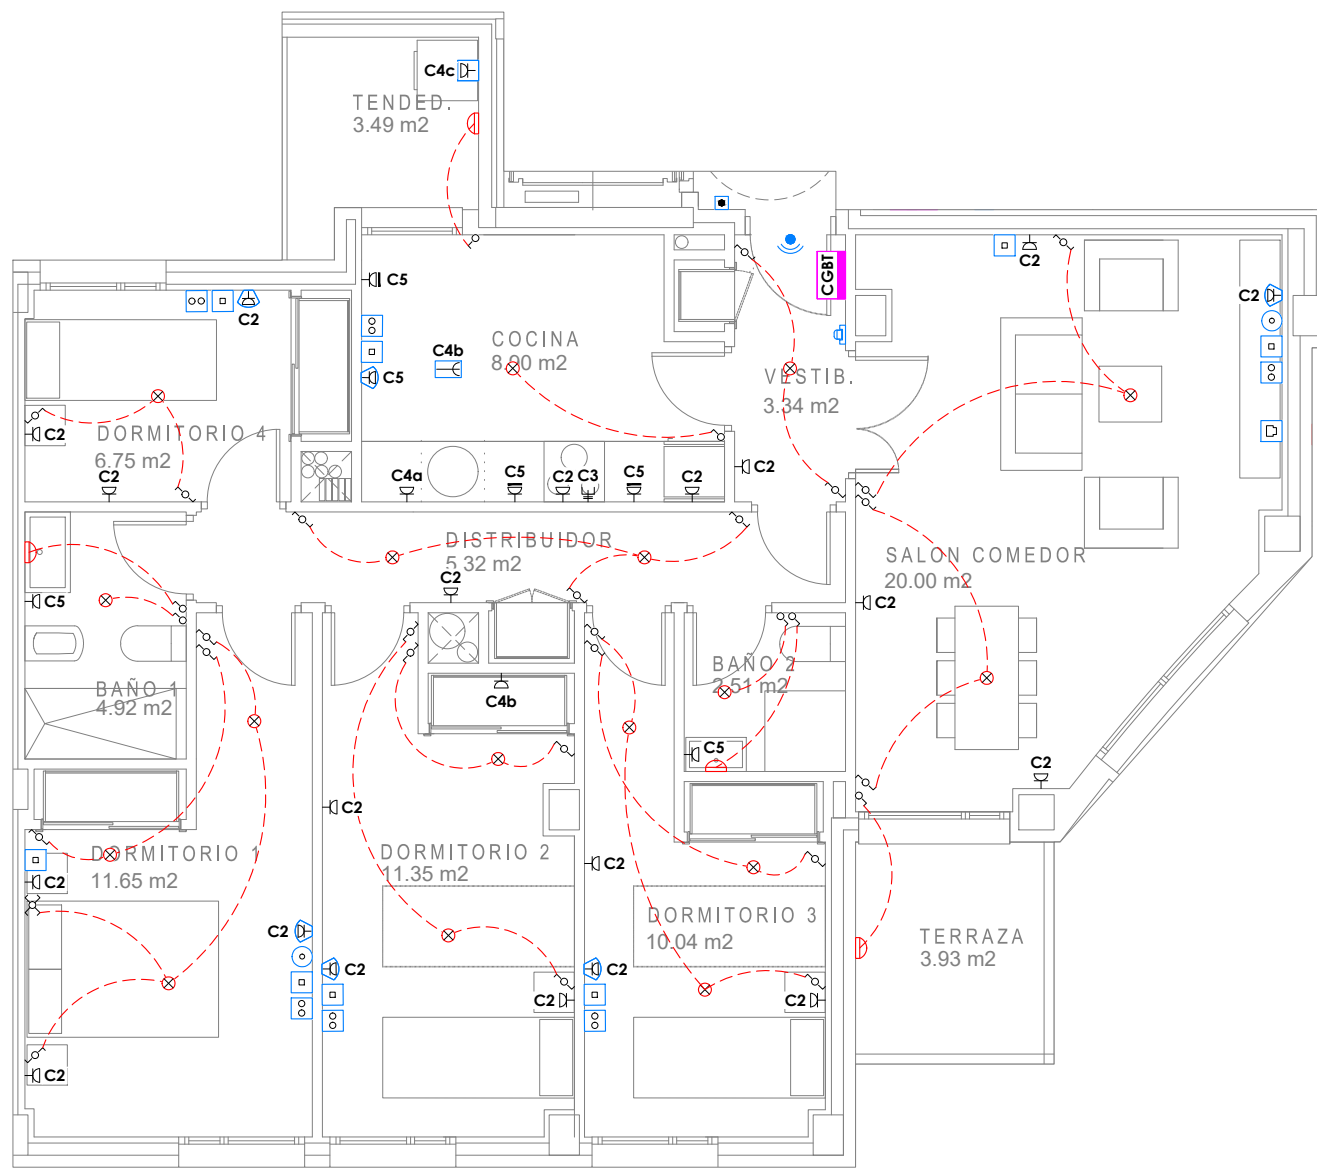 C4c
TENDED.
3.49 m2
C2
CGBT
C5
C2
C2
COCINA
8.90 m2
C4b
C5
VESTIB.
3.34 m2
C2
DORMITORIO 4
6.75 m2
C2
C4a
C5
C2
C3
C5
C2
C2
DISTRIBUIDOR
5.32 m2
SALON COMEDOR
20.00 m2
C2
C5
C2
BAÑO 1
4.92 m2
C4b
BAÑO 2
2.51 m2
C5
C2
C2
DORMITORIO 1
11.65 m2
C2
DORMITORIO 2
11.35 m2
C2
DORMITORIO 3
10.04 m2
TERRAZA
3.93 m2
C2
C2
C2
C2
C2
C2